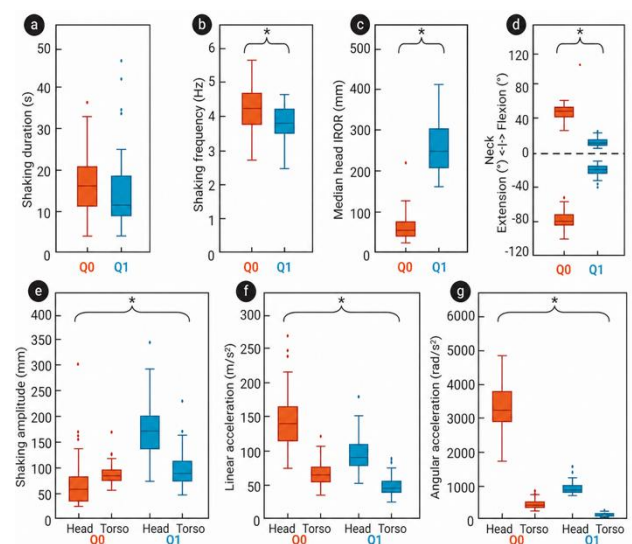 a
Shaking duration (s)
50
40
30
20
10
0
Q0 Q1
b
*
Shaking frequency (Hz)
6
5
4
3
2
1
0
Q0 Q1
c
*
Median head IROR (mm)
500
400
300
200
100
0
Q0 Q1
d
*
Neck
Extension (°) <-|-> Flexion (°)
120
80
40
0
-40
-80
-120
Q0 Q1
e
*
Shaking amplitude (mm)
400
350
300
250
200
150
100
50
Head Torso Head Torso
Q0 Q1
f
*
Linear acceleration (m/s²)
300
250
200
150
100
50
0
Head Torso Head Torso
Q0 Q1
g
*
Angular acceleration (rad/s²)
6000
5000
4000
3000
2000
1000
0
Head Torso Head Torso
Q0 Q1